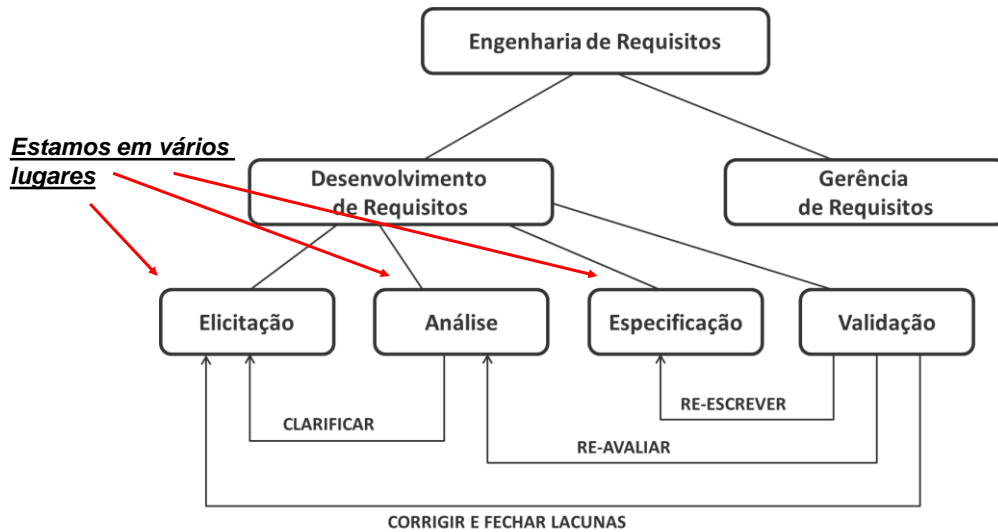 Engenharia de Requisitos
Estamos em vários
lugares
Desenvolvimento
de Requisitos
Gerência
de Requisitos
Elicitação
Análise
Especificação
Validação
RE-ESCREVER
CLARIFICAR
RE-AVALIAR
CORRIGIR E FECHAR LACUNAS